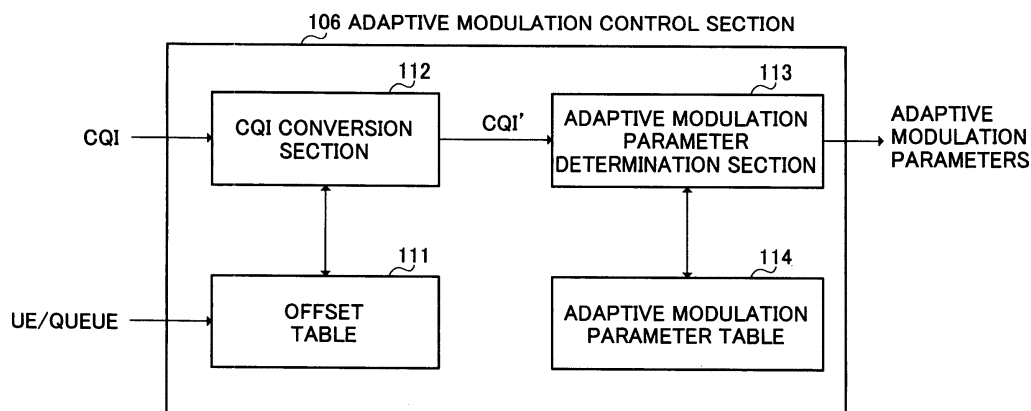 106 ADAPTIVE MODULATION CONTROL SECTION
112
CQI CONVERSION
SECTION
CQI
CQI'
113
ADAPTIVE MODULATION
PARAMETER
DETERMINATION SECTION
ADAPTIVE
MODULATION
PARAMETERS
111
OFFSET
TABLE
UE/QUEUE
114
ADAPTIVE MODULATION
PARAMETER TABLE